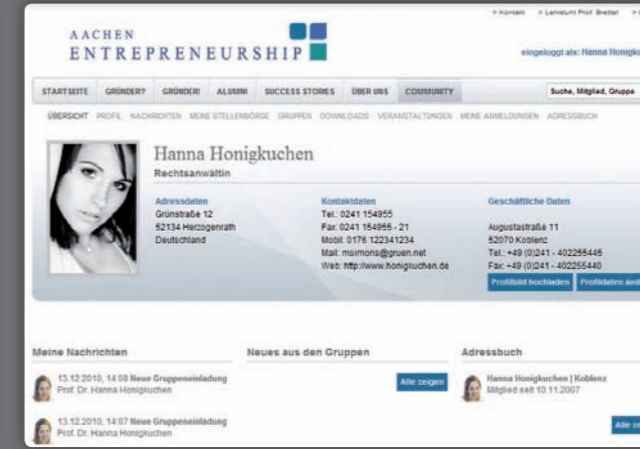 » Kontakt » Lehrstuhl Prof. Brettel »
AACHEN
ENTREPRENEURSHIP
eingeloggt als: Hanna Honigku
STARTSEITE GRÜNDER? GRÜNDER! ALUMNI SUCCESS STORIES ÜBER UNS COMMUNITY
Suche, Mitglied, Gruppe
ÜBERSICHT PROFIL NACHRICHTEN MEINE STELLENBÖRSE GRUPPEN DOWNLOADS VERANSTALTUNGEN MEINE ANMELDUNGEN ADRESSBUCH
Hanna Honigkuchen
Rechtsanwältin
Adressdaten
Grünstraße 12
52134 Herzogenrath
Deutschland
Kontaktdaten
Tel.: 0241 154955
Fax: 0241 154955 - 21
Mobil: 0176 122341234
Mail: msimons@gruen.net
Web: http://www.honigkuchen.de
Geschäftliche Daten
Augustastraße 11
52070 Koblenz
Tel.: +49 (0)241 - 402255445
Fax: +49 (0)241 - 402255440
Profilbild hochladen Profildaten änd
Meine Nachrichten
13.12.2010, 14:08 Neue Gruppeneinladung
Prof. Dr. Hanna Honigkuchen
13.12.2010, 14:07 Neue Gruppeneinladung
Prof. Dr. Hanna Honigkuchen
Neues aus den Gruppen
Alle zeigen
Adressbuch
Hanna Honigkuchen | Koblenz
Mitglied seit 10.11.2007
Alle ze